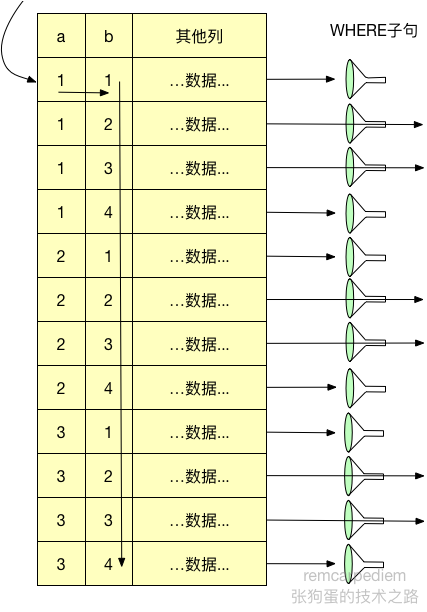 WHERE子句
a b 其他列
1 1 ...数据...
1 2 ...数据...
1 3 ...数据...
1 4 ...数据...
2 1 ...数据...
2 2 ...数据...
2 3 ...数据...
2 4 ...数据...
3 1 ...数据...
3 2 ...数据...
3 3 ...数据...
3 4 ...数据...
remcarpediem
张狗蛋的技术之路